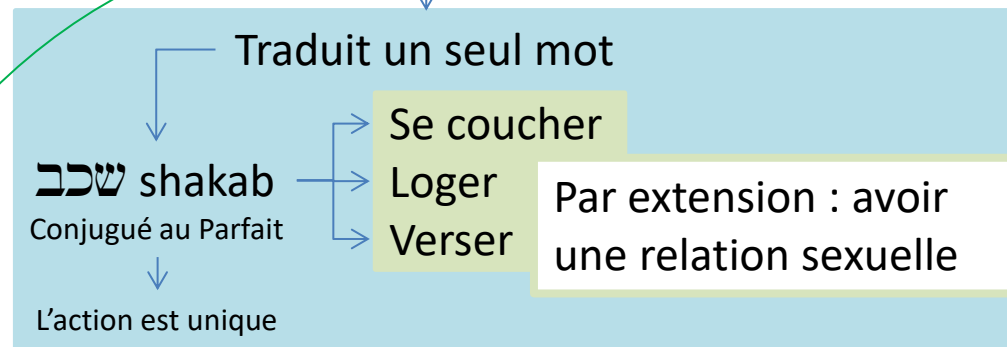 Traduit un seul mot
Se coucher
שכב shakab
Loger
Conjugué au Parfait
Verser
Par extension : avoir
une relation sexuelle
L'action est unique